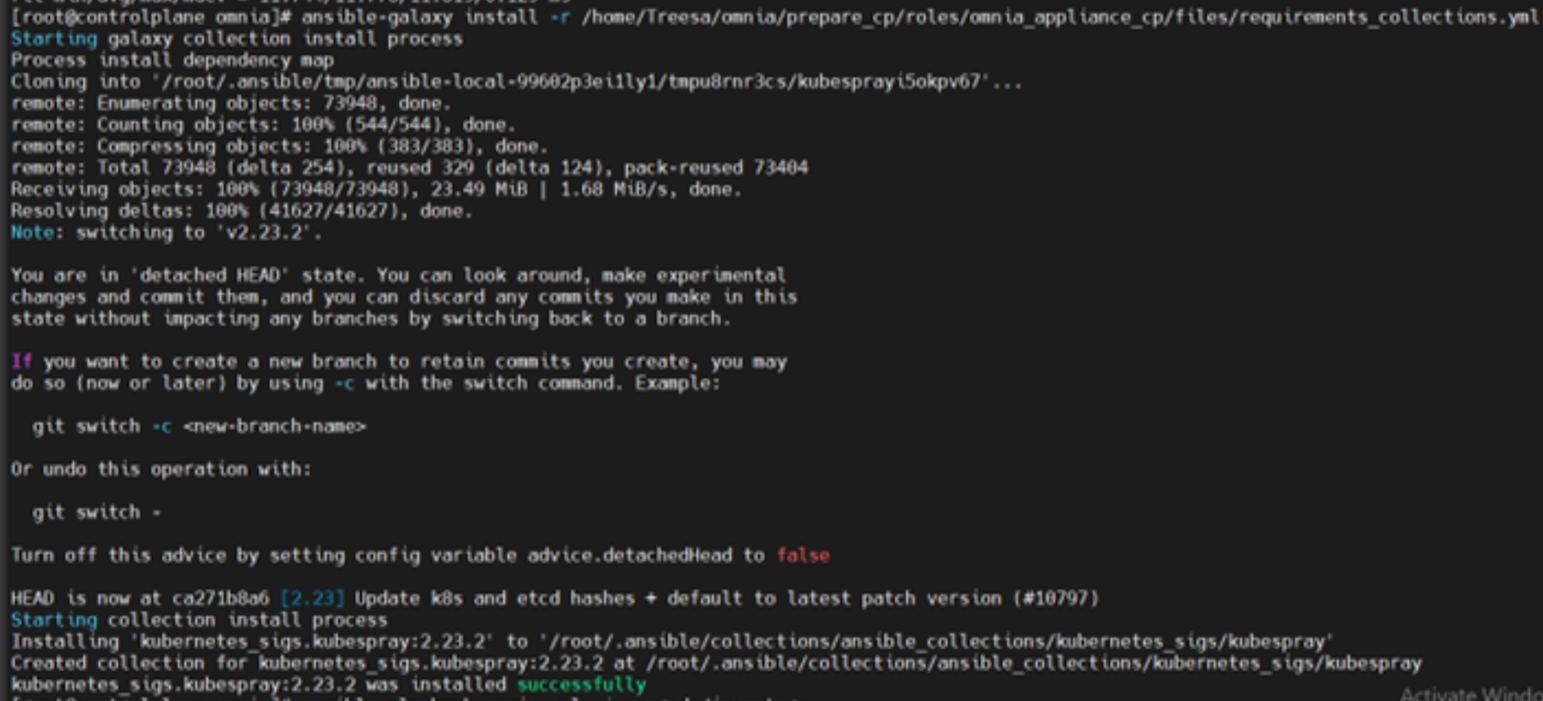 [root@controlplane omnia]# ansible-galaxy install -r /home/Treesa/omnia/prepare_cp/roles/omnia_appliance_cp/files/requirements_collections.yml
Starting galaxy collection install process
Process install dependency map
Cloning into '/root/.ansible/tmp/ansible-local-99602p3ei1ly1/tmpu8rnr3cs/kubesprayi5okpv67'...
remote: Enumerating objects: 73948, done.
remote: Counting objects: 100% (544/544), done.
remote: Compressing objects: 100% (383/383), done.
remote: Total 73948 (delta 254), reused 329 (delta 124), pack-reused 73404
Receiving objects: 100% (73948/73948), 23.49 MiB | 1.68 MiB/s, done.
Resolving deltas: 100% (41627/41627), done.
Note: switching to 'v2.23.2'.
You are in 'detached HEAD' state. You can look around, make experimental
changes and commit them, and you can discard any commits you make in this
state without impacting any branches by switching back to a branch.
If you want to create a new branch to retain commits you create, you may
do so (now or later) by using -c with the switch command. Example:
git switch -c <new-branch-name>
Or undo this operation with:
git switch -
Turn off this advice by setting config variable advice.detachedHead to false
HEAD is now at ca271b8a6 [2.23] Update k8s and etcd hashes + default to latest patch version (#10797)
Starting collection install process
Installing 'kubernetes_sigs.kubespray:2.23.2' to '/root/.ansible/collections/ansible_collections/kubernetes_sigs/kubespray'
Created collection for kubernetes_sigs.kubespray:2.23.2 at /root/.ansible/collections/ansible_collections/kubernetes_sigs/kubespray
kubernetes_sigs.kubespray:2.23.2 was installed successfully
Activate Windo